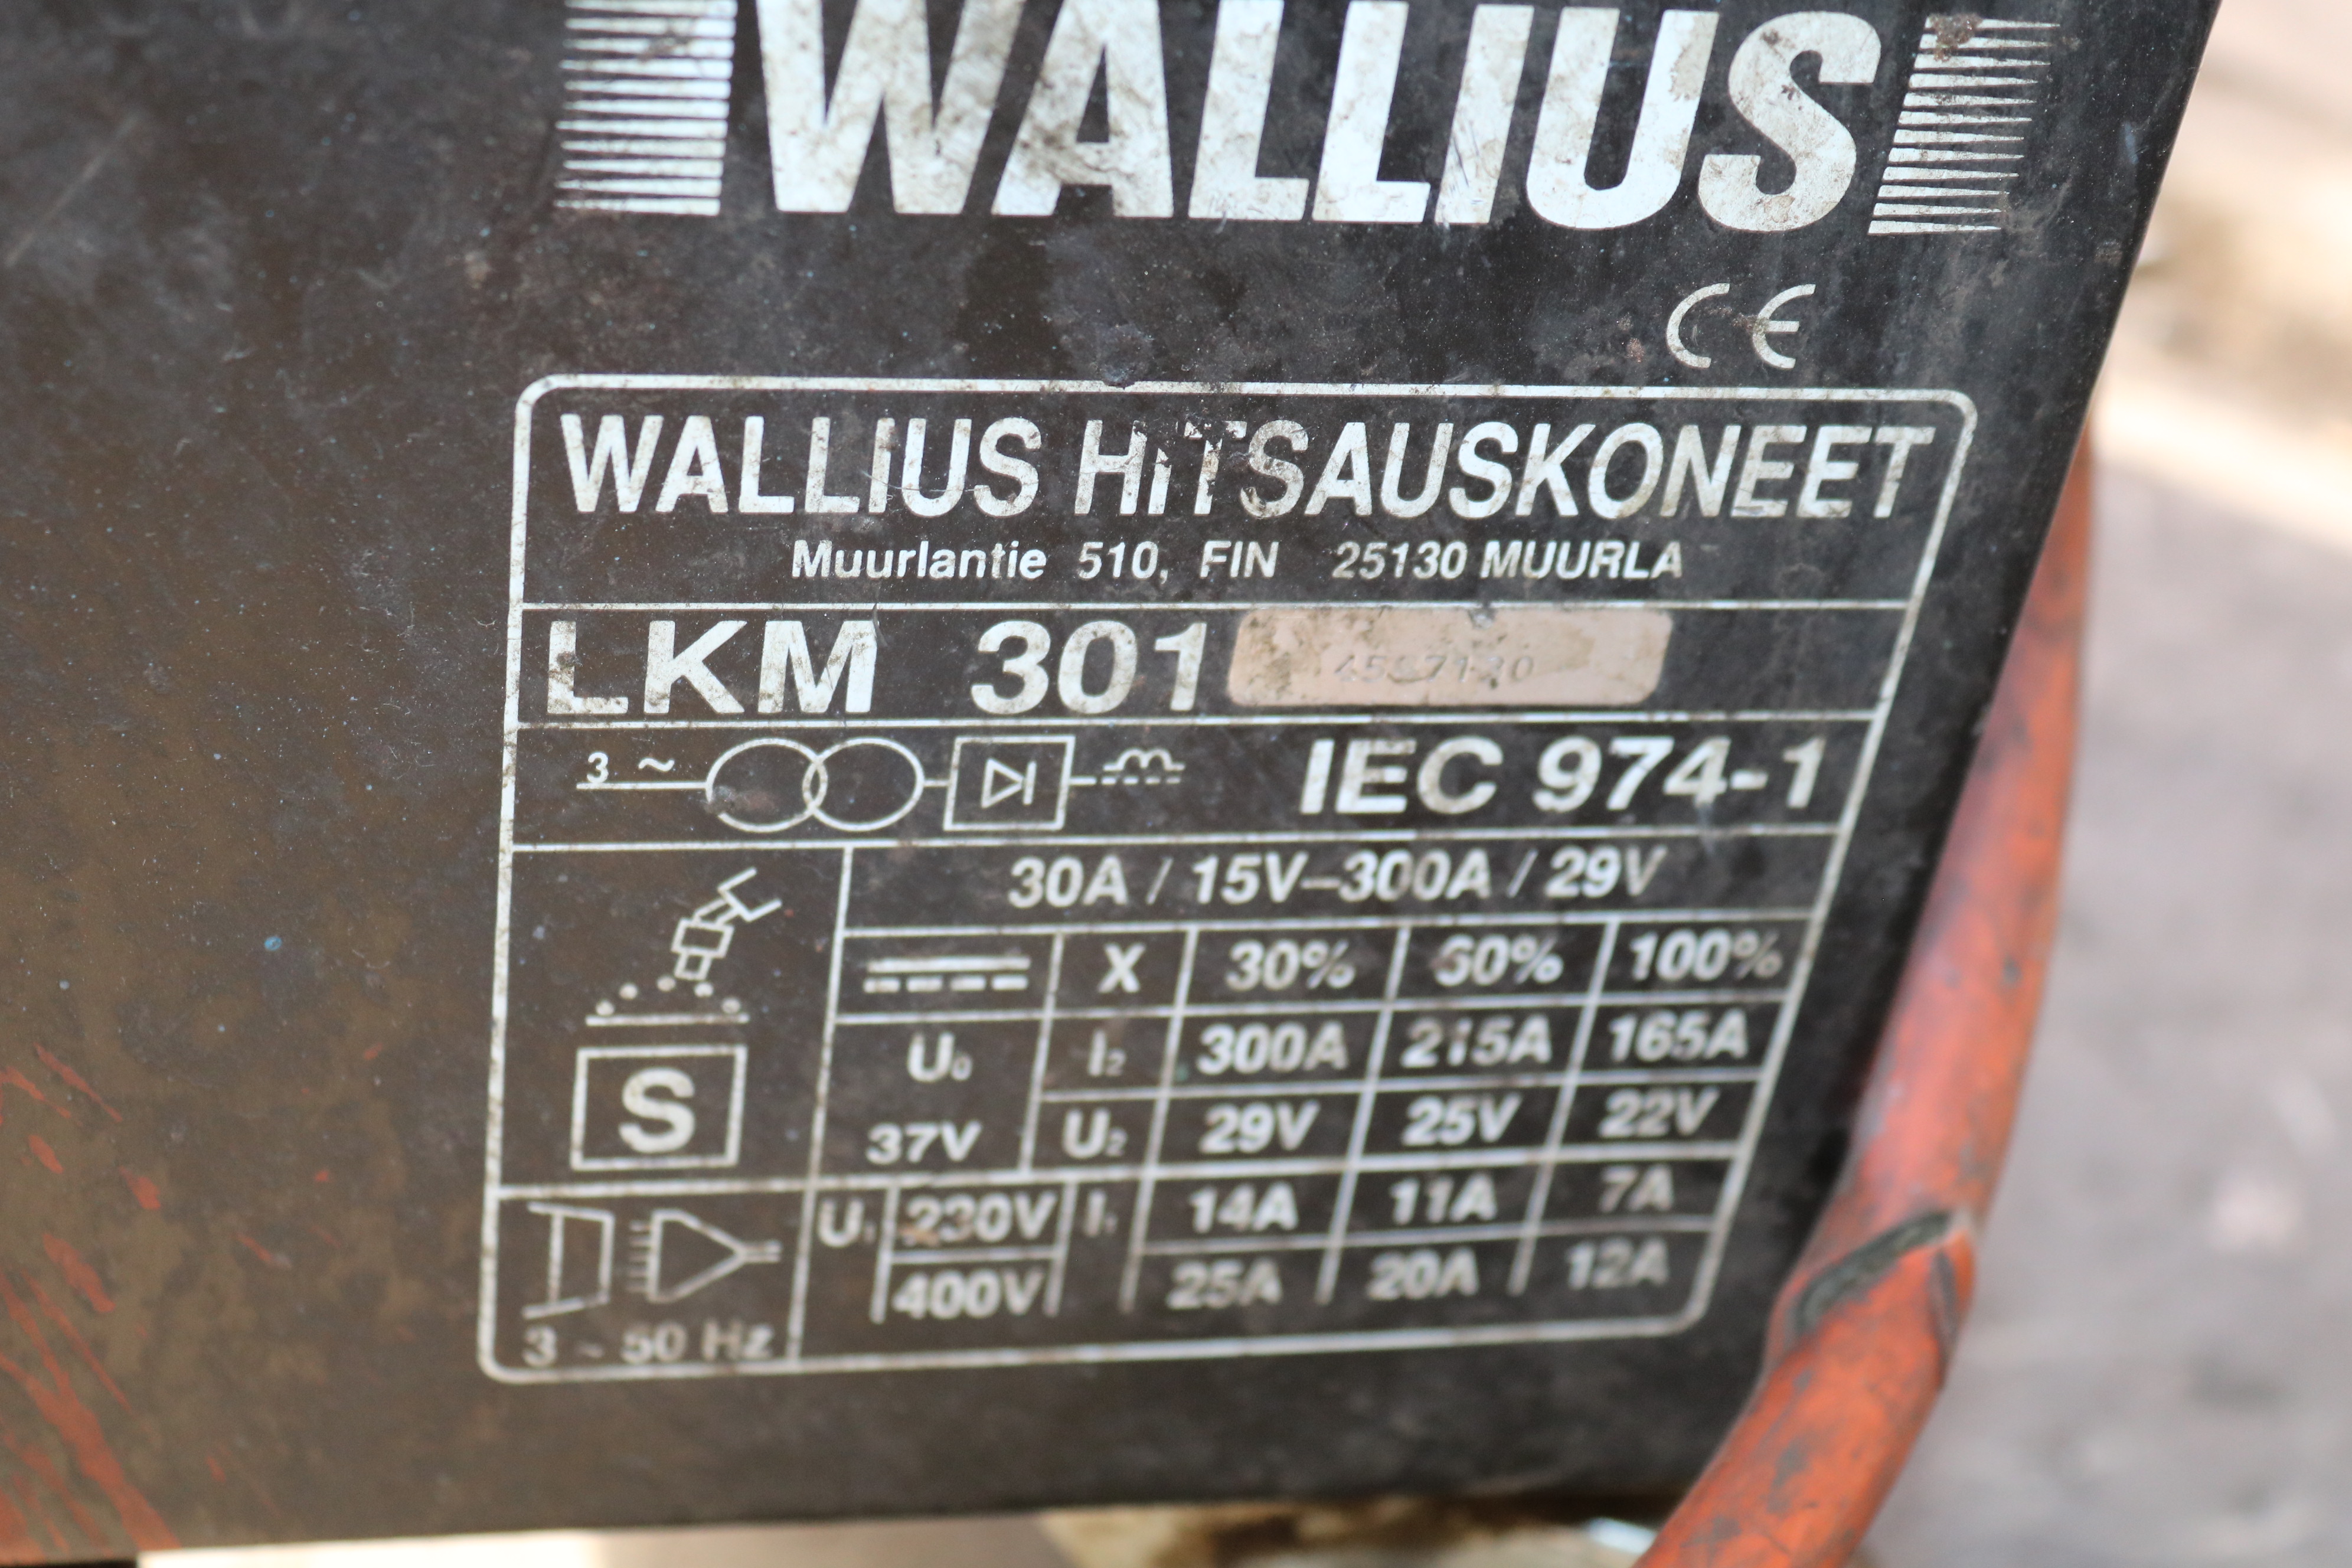 WALLIUS
CE
WALLIUS HITSAUSKONEET
Muurlantie 510, FIN 25130 MUURLA
LKM 301
3 ~ IEC 974-1
30A / 15V–300A / 29V
X 30% 60% 100%
U₀ I₂ 300A 215A 165A
37V U₂ 29V 25V 22V
S
U₁ 230V I₁ 14A 11A 7A
400V 25A 20A 12A
3 ~ 50 Hz